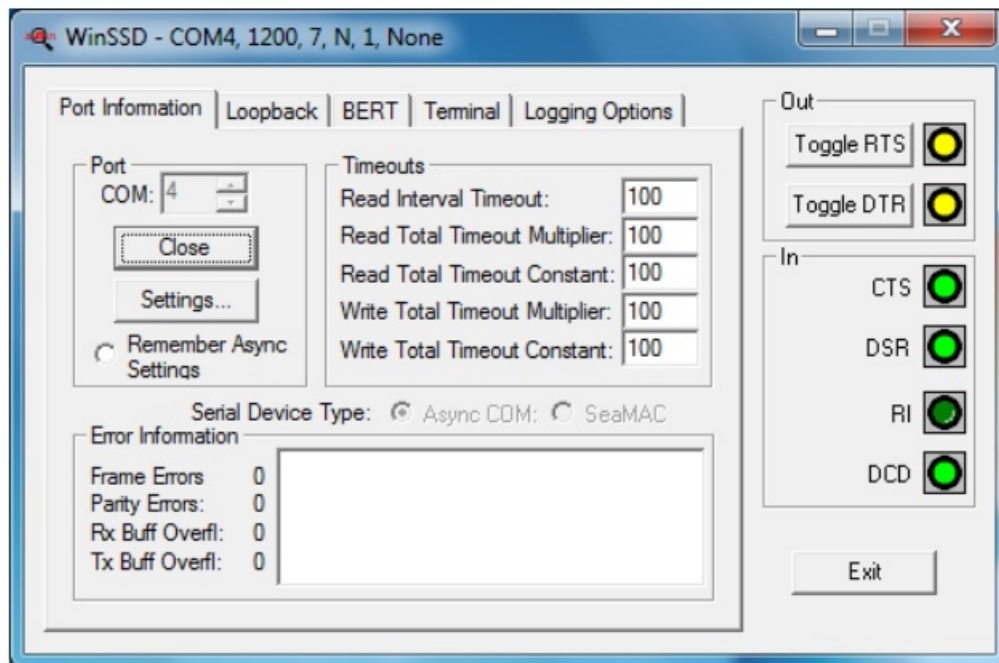 WinSSD - COM4, 1200, 7, N, 1, None
Port Information Loopback BERT Terminal Logging Options
Port
COM: 4
Close
Settings...
Remember Async
Settings
Timeouts
Read Interval Timeout: 100
Read Total Timeout Multiplier: 100
Read Total Timeout Constant: 100
Write Total Timeout Multiplier: 100
Write Total Timeout Constant: 100
Serial Device Type: Async COM: SeaMAC
Error Information
Frame Errors 0
Parity Errors: 0
Rx Buff Overfl: 0
Tx Buff Overfl: 0
Out
Toggle RTS
Toggle DTR
In
CTS
DSR
RI
DCD
Exit